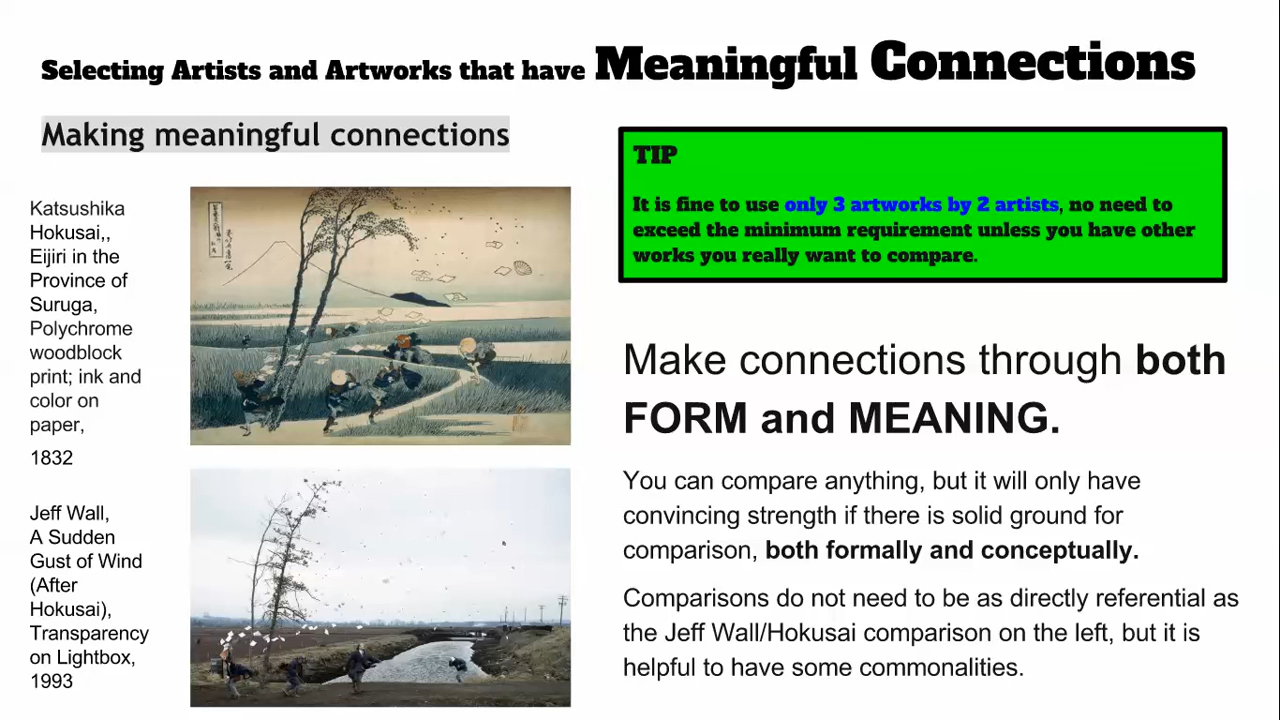 Selecting Artists and Artworks that have Meaningful Connections
Making meaningful connections
Katsushika
Hokusai,,
Eijiri in the
Province of
Suruga,
Polychrome
woodblock
print; ink and
color on
paper,
1832
Jeff Wall,
A Sudden
Gust of Wind
(After
Hokusai),
Transparency
on Lightbox,
1993
TIP
It is fine to use only 3 artworks by 2 artists, no need to
exceed the minimum requirement unless you have other
works you really want to compare.
Make connections through both
FORM and MEANING.
You can compare anything, but it will only have
convincing strength if there is solid ground for
comparison, both formally and conceptually.
Comparisons do not need to be as directly referential as
the Jeff Wall/Hokusai comparison on the left, but it is
helpful to have some commonalities.